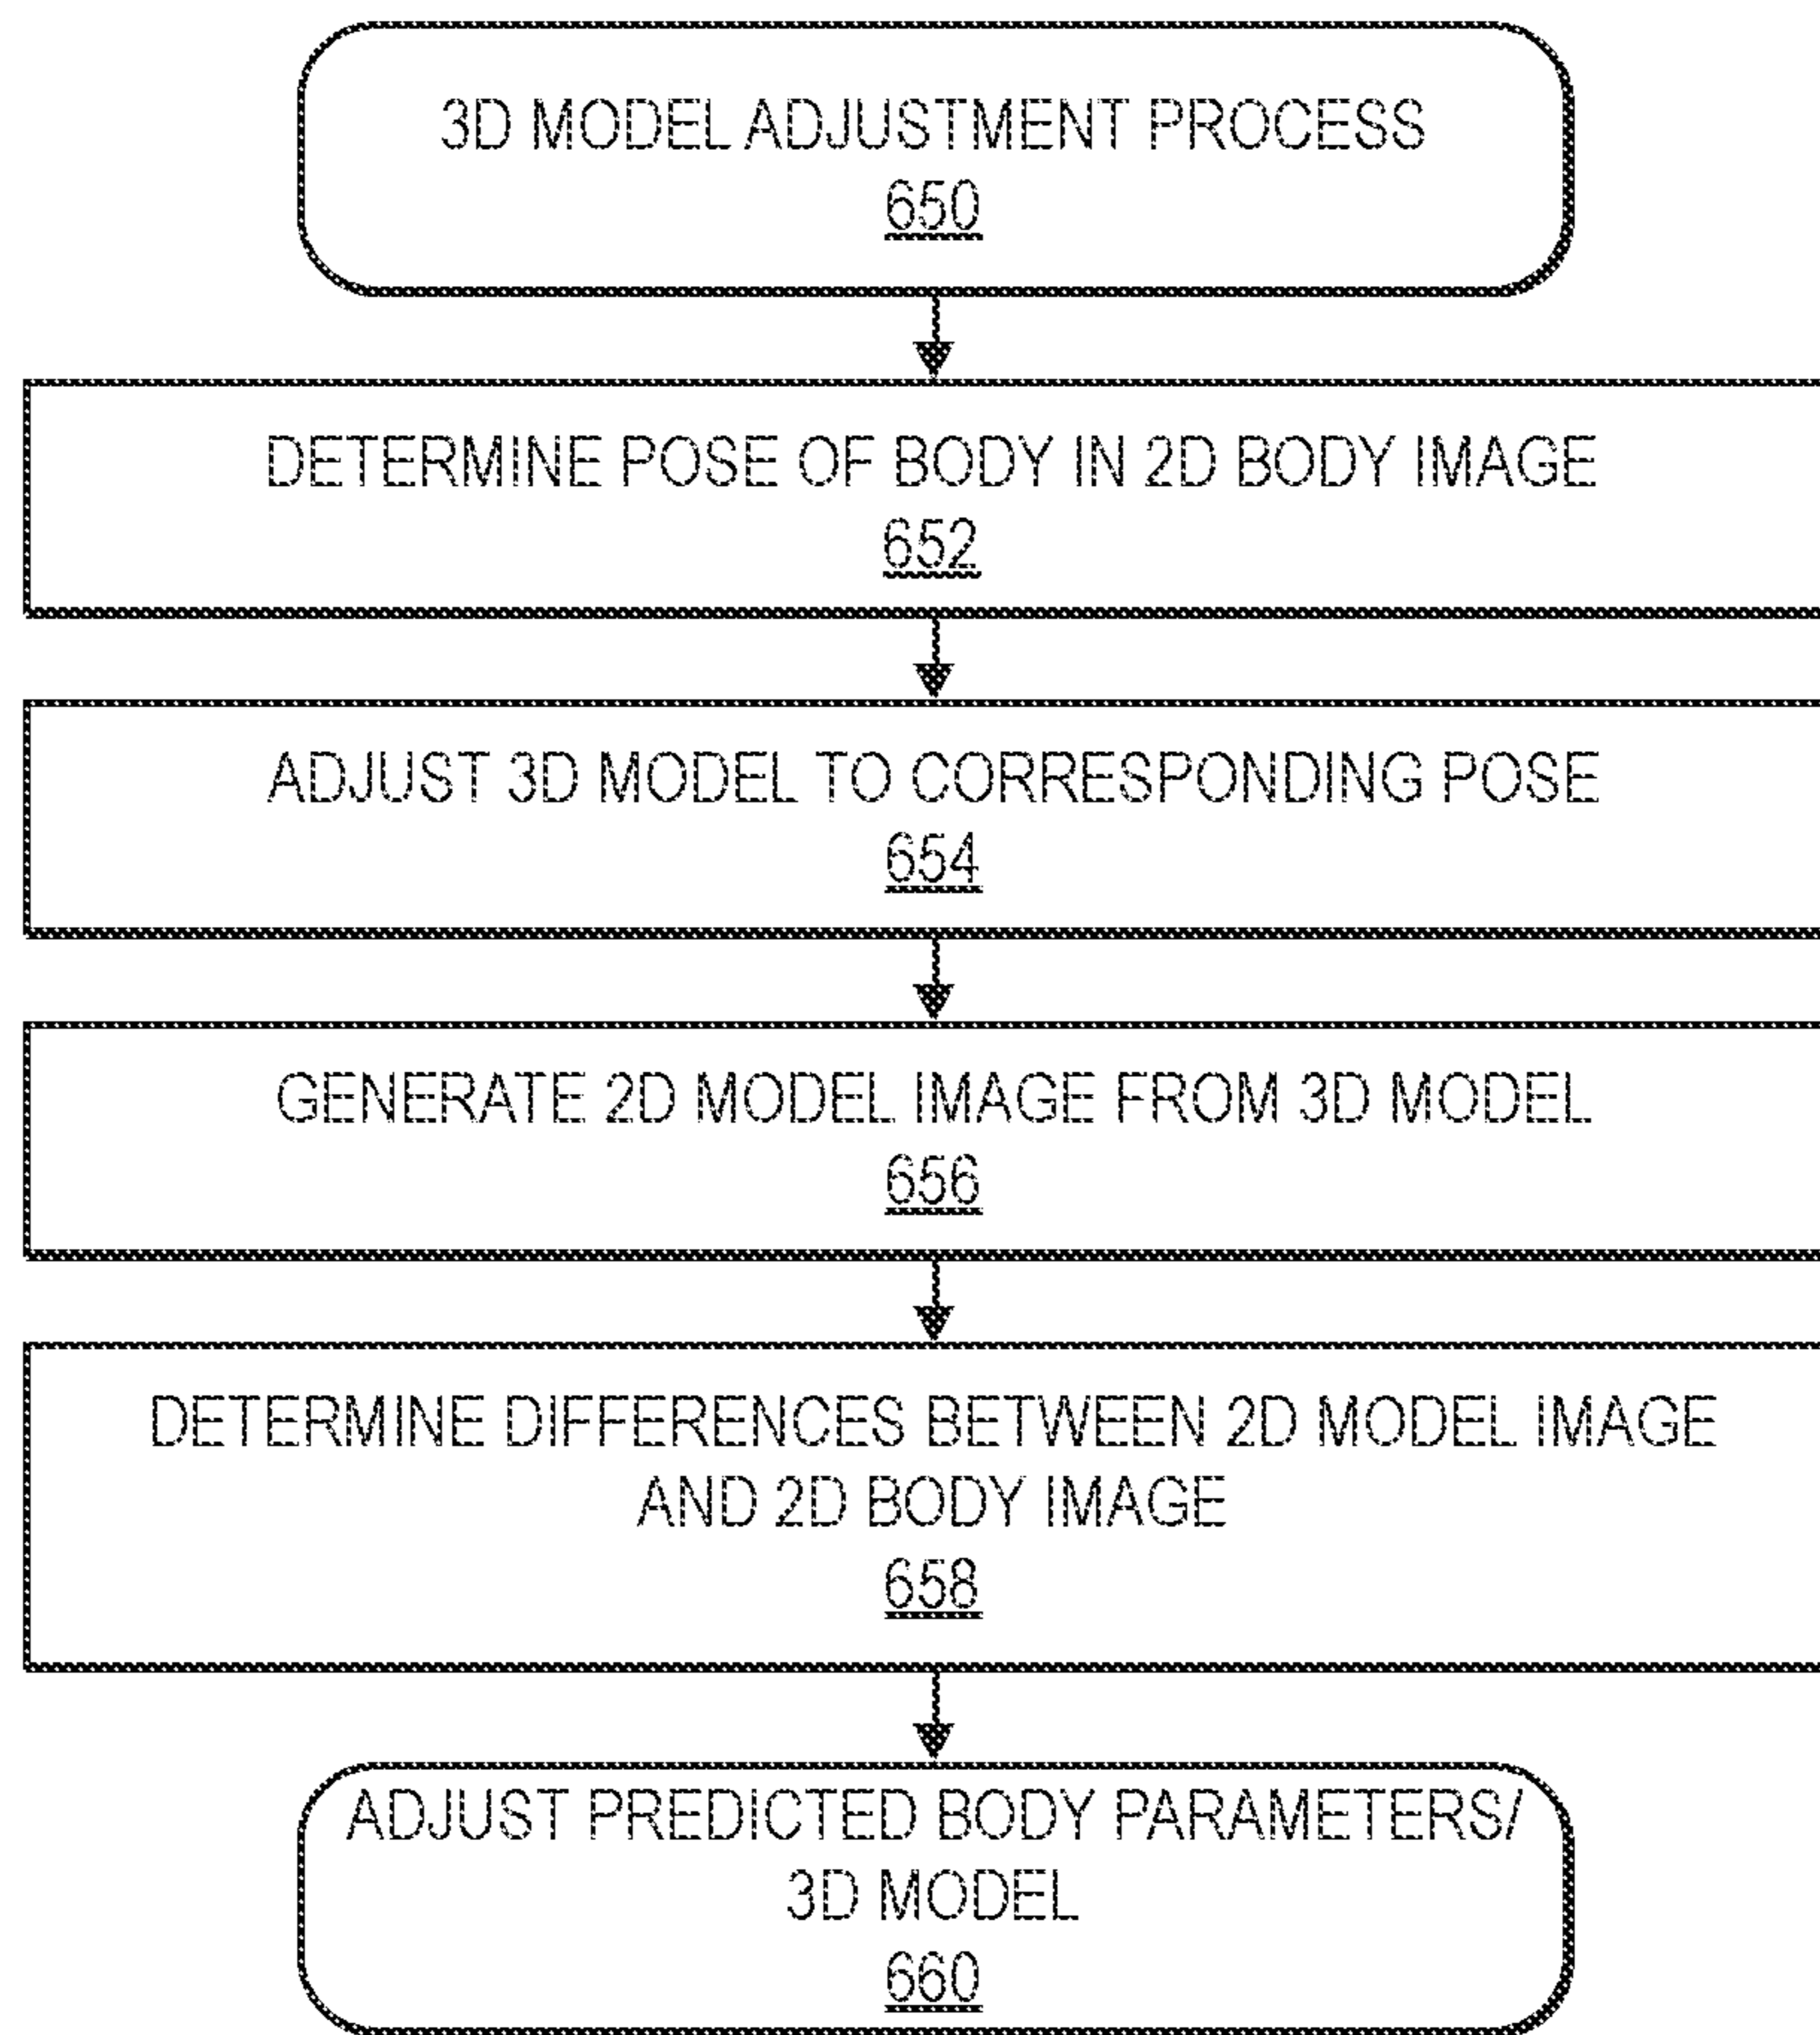 3D MODEL ADJUSTMENT PROCESS
650
DETERMINE POSE OF BODY IN 2D BODY IMAGE
652
ADJUST 3D MODEL TO CORRESPONDING POSE
654
GENERATE 2D MODEL IMAGE FROM 3D MODEL
656
DETERMINE DIFFERENCES BETWEEN 2D MODEL IMAGE
AND 2D BODY IMAGE
658
ADJUST PREDICTED BODY PARAMETERS/
3D MODEL
660